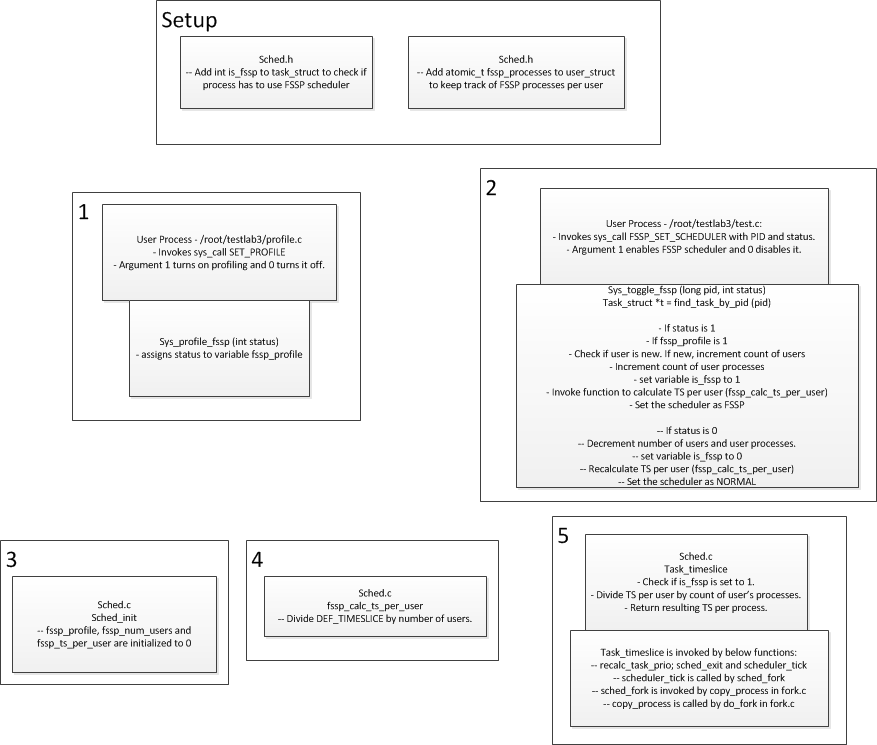 Setup
Sched.h
-- Add int is_fssp to task_struct to check if
process has to use FSSP scheduler
Sched.h
-- Add atomic_t fssp_processes to user_struct
to keep track of FSSP processes per user
1
User Process - /root/testlab3/profile.c
- Invokes sys_call SET_PROFILE
- Argument 1 turns on profiling and 0 turns it off.
Sys_profile_fssp (int status)
- assigns status to variable fssp_profile
2
User Process - /root/testlab3/test.c:
- Invokes sys_call FSSP_SET_SCHEDULER with PID and status.
- Argument 1 enables FSSP scheduler and 0 disables it.
Sys_toggle_fssp (long pid, int status)
Task_struct *t = find_task_by_pid (pid)
- If status is 1
- If fssp_profile is 1
- Check if user is new. If new, increment count of users
- Increment count of user processes
- set variable is_fssp to 1
- Invoke function to calculate TS per user (fssp_calc_ts_per_user)
- Set the scheduler as FSSP
-- If status is 0
-- Decrement number of users and user processes.
-- set variable is_fssp to 0
-- Recalculate TS per user (fssp_calc_ts_per_user)
-- Set the scheduler as NORMAL
3
Sched.c
Sched_init
-- fssp_profile, fssp_num_users and
fssp_ts_per_user are initialized to 0
4
Sched.c
fssp_calc_ts_per_user
-- Divide DEF_TIMESLICE by number of users.
5
Sched.c
Task_timeslice
- Check if is_fssp is set to 1.
- Divide TS per user by count of user's processes.
- Return resulting TS per process.
Task_timeslice is invoked by below functions:
-- recalc_task_prio; sched_exit and scheduler_tick
-- scheduler_tick is called by sched_fork
-- sched_fork is invoked by copy_process in fork.c
-- copy_process is called by do_fork in fork.c